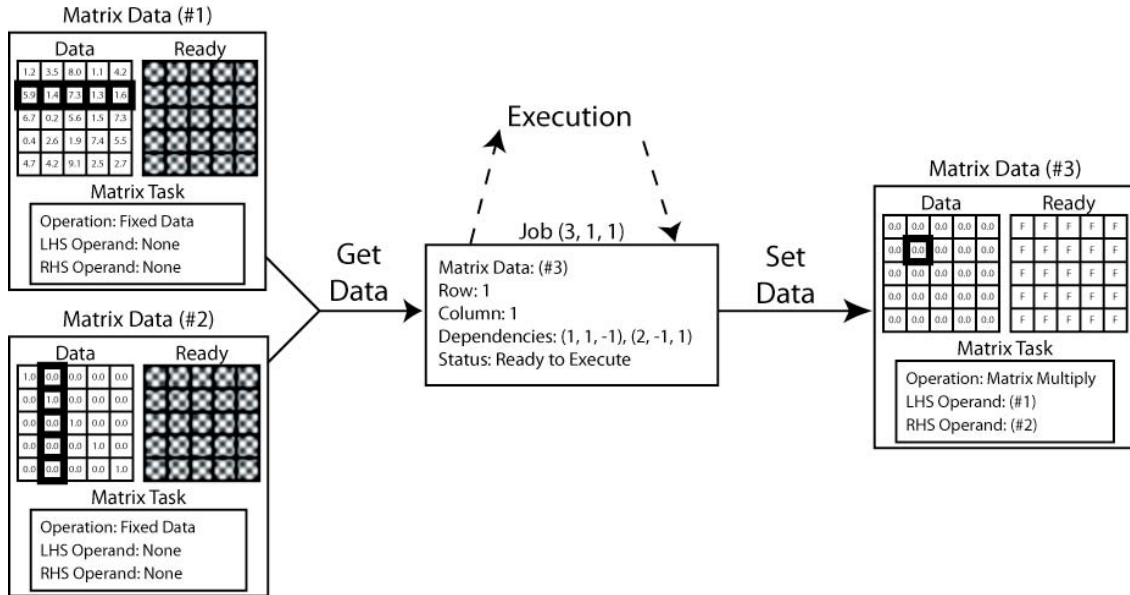 Matrix Data (#1)
Data Ready
1.2 3.5 8.0 1.1 4.2
5.9 1.4 7.3 1.3 1.6
6.7 0.2 5.6 1.5 7.3
0.4 2.6 1.9 7.4 5.5
4.7 4.2 9.1 2.5 2.7
Matrix Task
Operation: Fixed Data
LHS Operand: None
RHS Operand: None
Matrix Data (#2)
Data Ready
1.0 0.0 0.0 0.0 0.0
0.0 1.0 0.0 0.0 0.0
0.0 0.0 1.0 0.0 0.0
0.0 0.0 0.0 1.0 0.0
0.0 0.0 0.0 0.0 1.0
Matrix Task
Operation: Fixed Data
LHS Operand: None
RHS Operand: None
Get
Data
Execution
Job (3, 1, 1)
Matrix Data: (#3)
Row: 1
Column: 1
Dependencies: (1, 1, -1), (2, -1, 1)
Status: Ready to Execute
Set
Data
Matrix Data (#3)
Data Ready
0.0 0.0 0.0 0.0 0.0 F F F F F
0.0 0.0 0.0 0.0 0.0 F F F F F
0.0 0.0 0.0 0.0 0.0 F F F F F
0.0 0.0 0.0 0.0 0.0 F F F F F
0.0 0.0 0.0 0.0 0.0 F F F F F
Matrix Task
Operation: Matrix Multiply
LHS Operand: (#1)
RHS Operand: (#2)